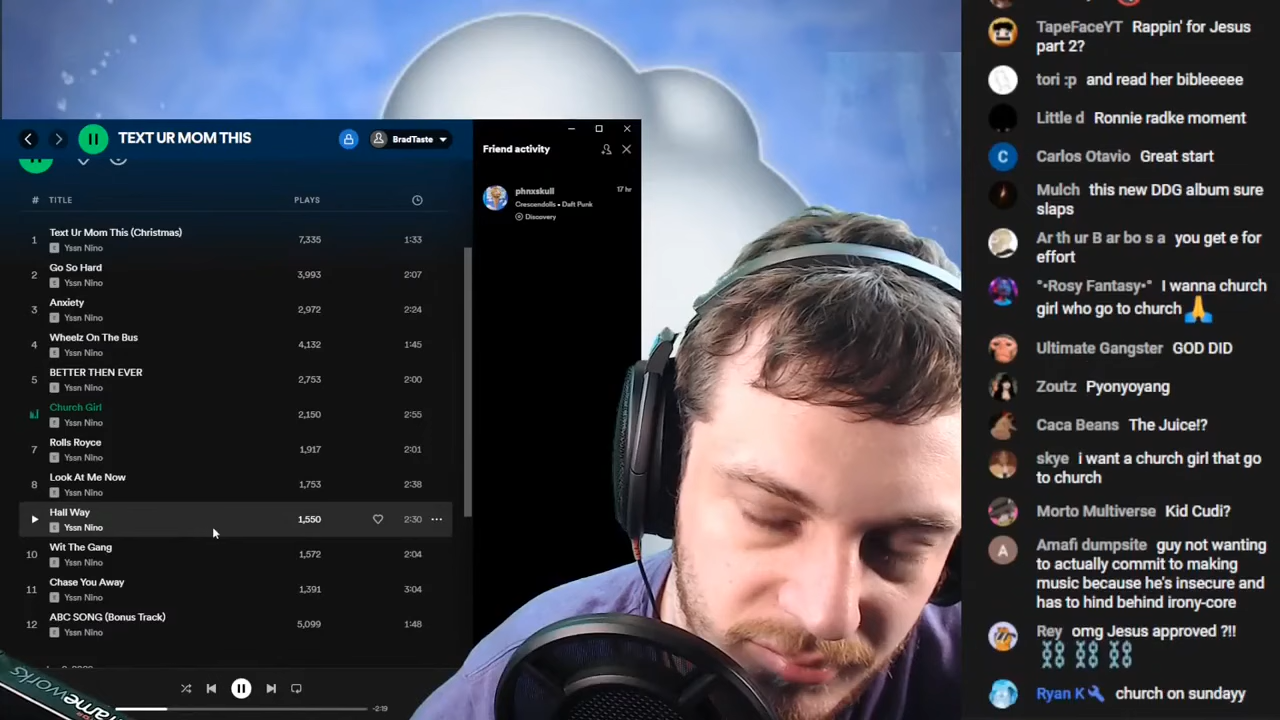 TEXT UR MOM THIS
BradTaste
Friend activity
# TITLE PLAYS
phnxskull 17 hr
Crescendolls • Daft Punk
Discovery
1 Text Ur Mom This (Christmas) 7,335 1:33
E Yssn Nino
2 Go So Hard 3,993 2:07
E Yssn Nino
3 Anxiety 2,972 2:24
E Yssn Nino
4 Wheelz On The Bus 4,132 1:45
E Yssn Nino
5 BETTER THEN EVER 2,753 2:00
E Yssn Nino
Church Girl 2,150 2:55
E Yssn Nino
7 Rolls Royce 1,917 2:01
E Yssn Nino
8 Look At Me Now 1,753 2:38
E Yssn Nino
Hall Way 1,550 2:30
E Yssn Nino
10 Wit The Gang 1,572 2:04
E Yssn Nino
11 Chase You Away 1,391 3:04
E Yssn Nino
12 ABC SONG (Bonus Track) 5,099 1:48
E Yssn Nino
-2:19
TapeFaceYT Rappin' for Jesus
part 2?
tori :p and read her bibleeeee
Little d Ronnie radke moment
C Carlos Otavio Great start
Mulch this new DDG album sure
slaps
Ar th ur B ar bo s a you get e for
effort
°•Rosy Fantasy•° I wanna church
girl who go to church 🙏
Ultimate Gangster GOD DID
Zoutz Pyonyoyang
Caca Beans The Juice!?
skye i want a church girl that go
to church
Morto Multiverse Kid Cudi?
A Amafi dumpsite guy not wanting
to actually commit to making
music because he's insecure and
has to hind behind irony-core
Rey omg Jesus approved ?!!
⛓️ ⛓️ ⛓️
Ryan K church on sundayy